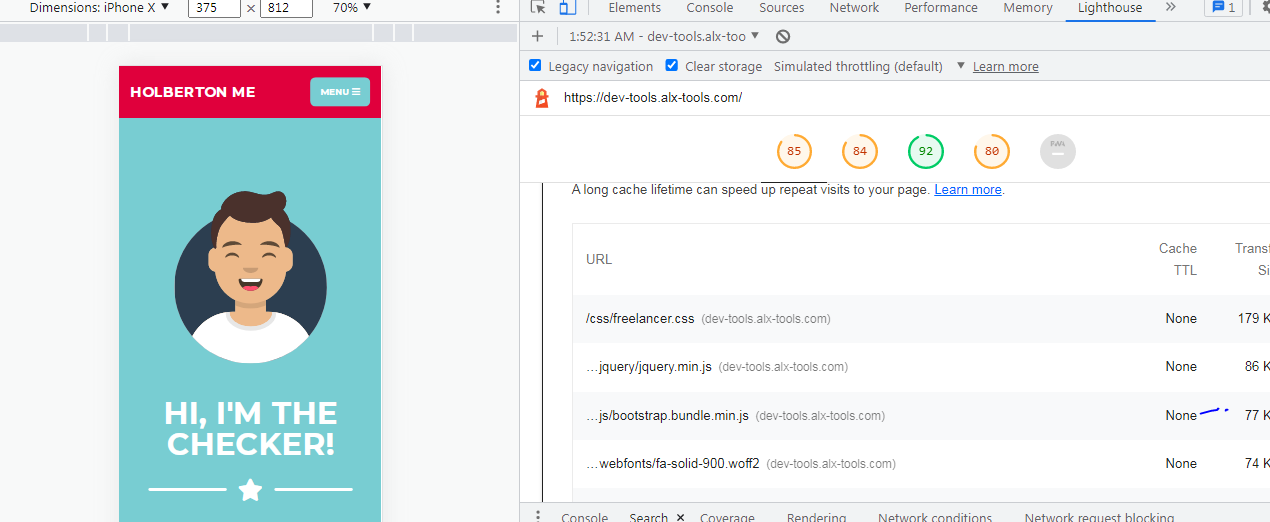 Dimensions: iPhone X ▼ 375 × 812 70% ▼
Elements Console Sources Network Performance Memory Lighthouse » 1
+ 1:52:31 AM - dev-tools.alx-too ▼
Legacy navigation Clear storage Simulated throttling (default) ▼ Learn more
https://dev-tools.alx-tools.com/
85 84 92 80 PWA
A long cache lifetime can speed up repeat visits to your page. Learn more.
URL Cache TTL Transf Si
/css/freelancer.css (dev-tools.alx-tools.com) None 179 K
…jquery/jquery.min.js (dev-tools.alx-tools.com) None 86 K
…js/bootstrap.bundle.min.js (dev-tools.alx-tools.com) None 77 K
…webfonts/fa-solid-900.woff2 (dev-tools.alx-tools.com) None 74 K
Console Search × Coverage Rendering Network conditions Network request blocking
HOLBERTON ME MENU
HI, I'M THE
CHECKER!